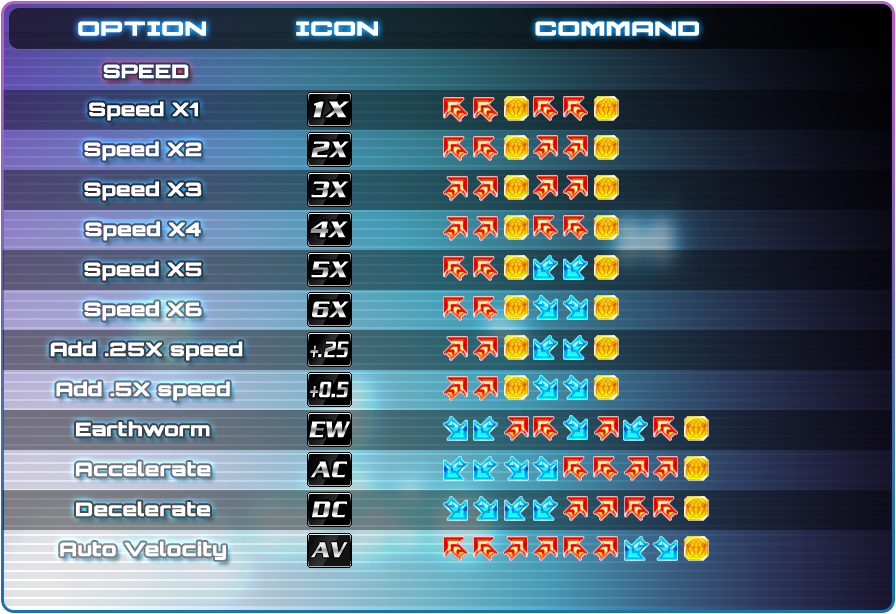 OPTION ICON COMMAND
SPEED
Speed X1 1X
Speed X2 2X
Speed X3 3X
Speed X4 4X
Speed X5 5X
Speed X6 6X
Add .25X speed +.25
Add .5X speed +0.5
Earthworm EW
Accelerate AC
Decelerate DC
Auto Velocity AV